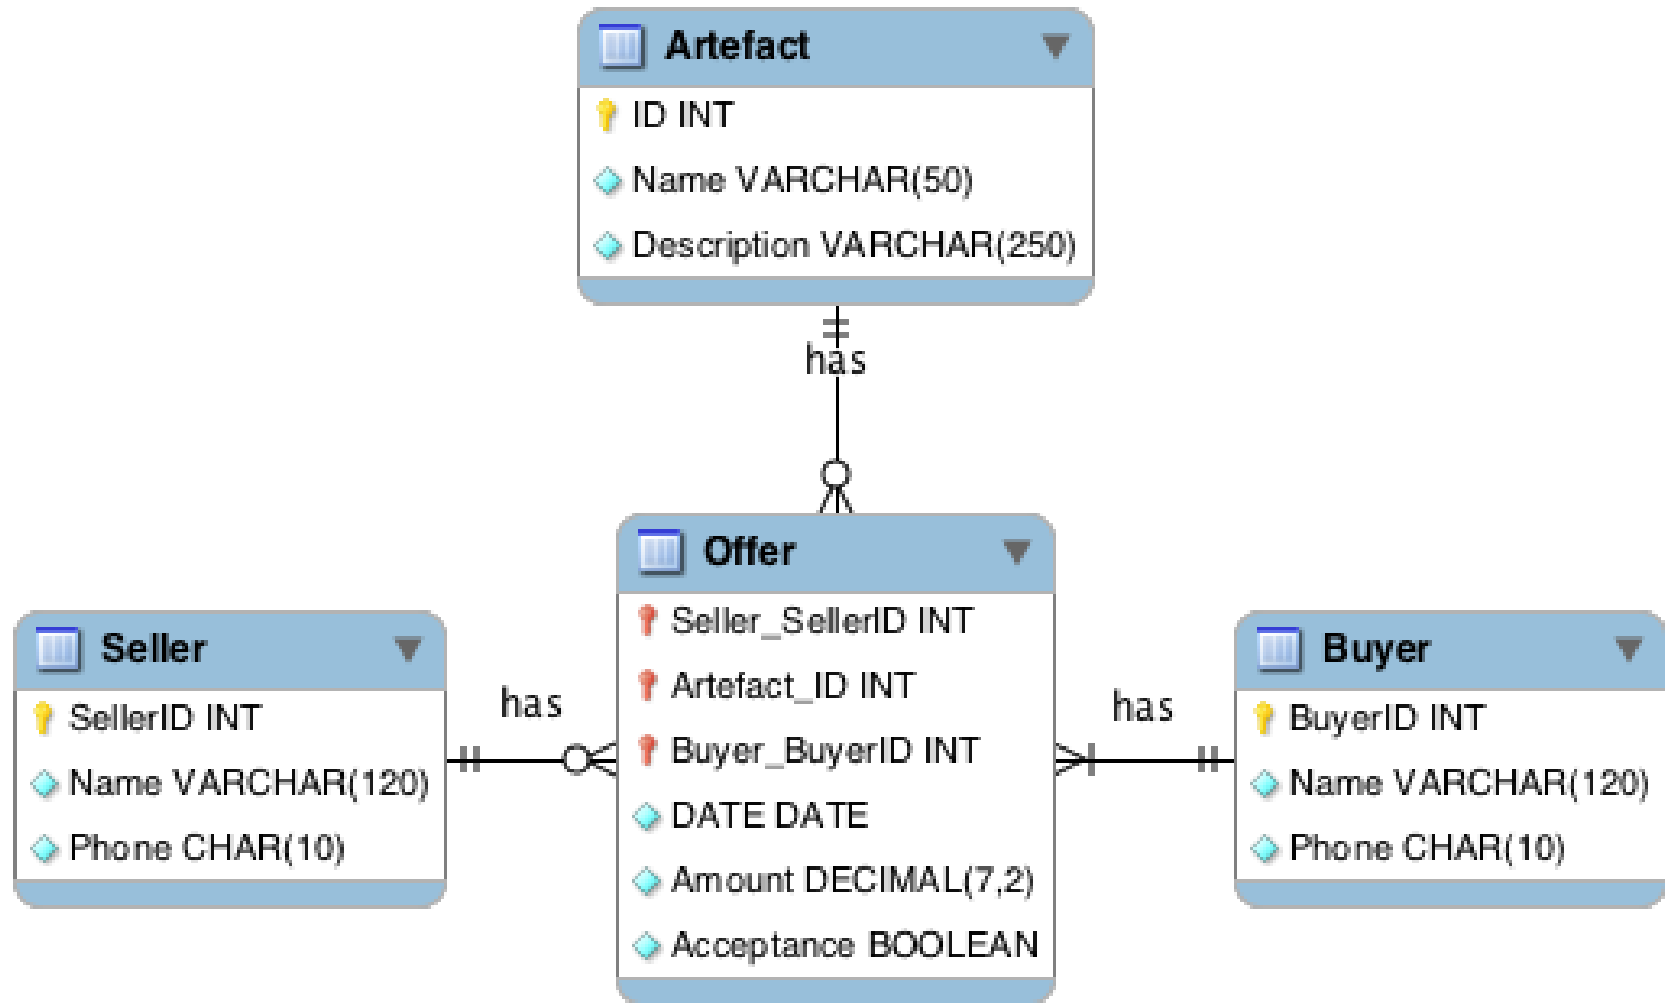 Artefact
ID INT
Name VARCHAR(50)
Description VARCHAR(250)
has
Offer
Seller_SellerID INT
Artefact_ID INT
Buyer_BuyerID INT
DATE DATE
Amount DECIMAL(7,2)
Acceptance BOOLEAN
Seller
SellerID INT
Name VARCHAR(120)
Phone CHAR(10)
has
has
Buyer
BuyerID INT
Name VARCHAR(120)
Phone CHAR(10)